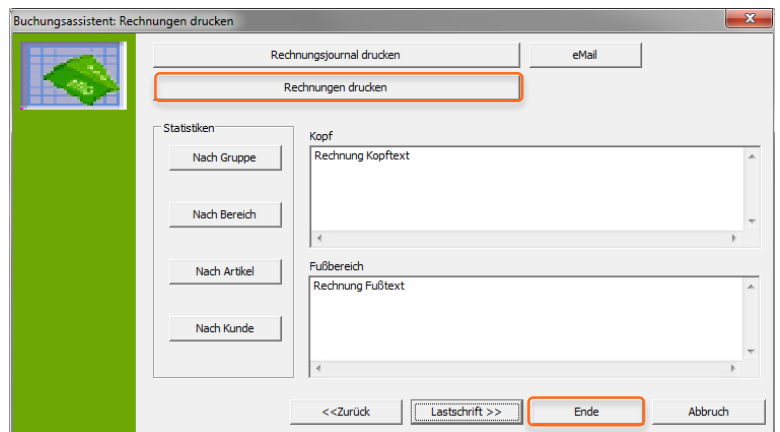 Buchungsassistent: Rechnungen drucken
Rechnungsjournal drucken
eMail
Rechnungen drucken
Statistiken
Nach Gruppe
Nach Bereich
Nach Artikel
Nach Kunde
Kopf
Rechnung Kopftext
Fußbereich
Rechnung Fußtext
<<Zurück
Lastschrift >>
Ende
Abbruch